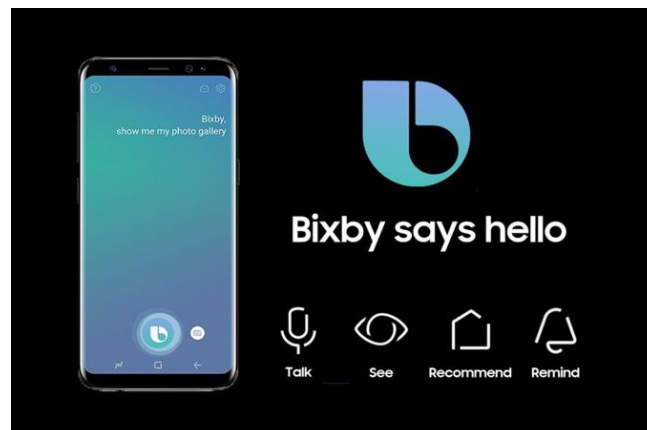 Bixby,
show me my photo gallery
Bixby says hello
Talk
See
Recommend
Remind